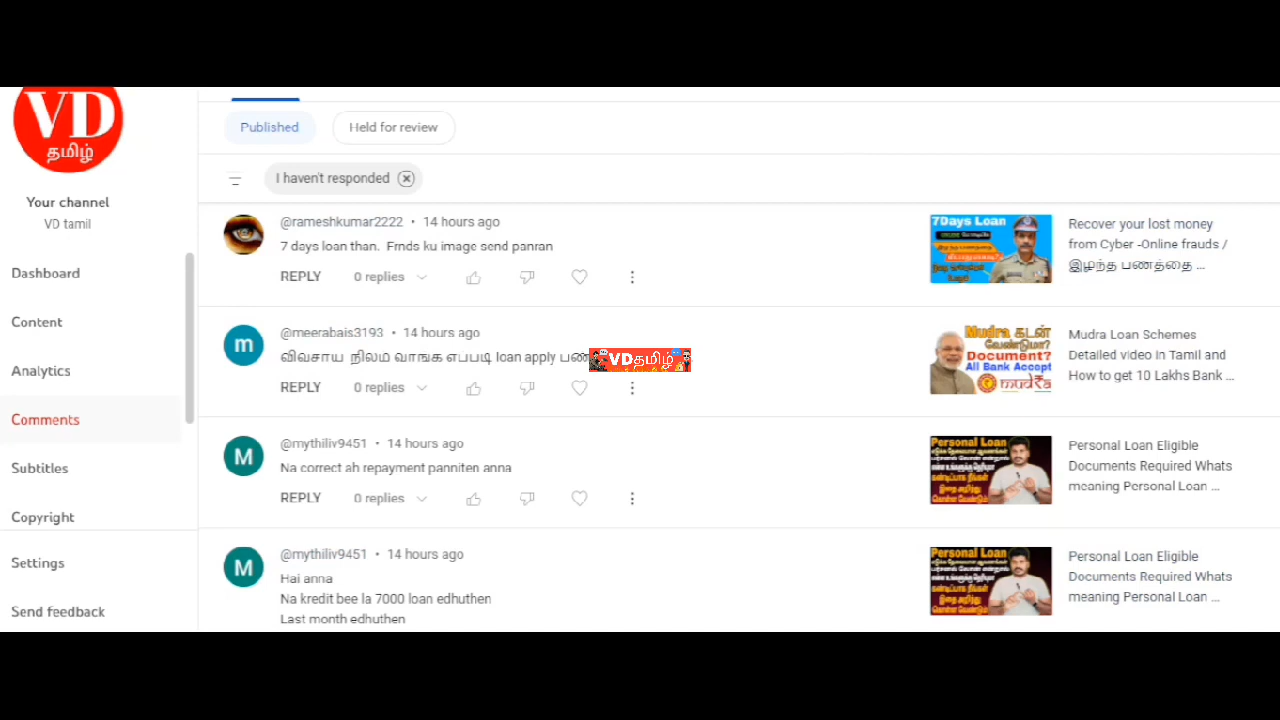 VD
தமிழ்
Your channel
VD tamil
Dashboard
Content
Analytics
Comments
Subtitles
Copyright
Settings
Send feedback
Published
Held for review
I haven't responded
@rameshkumar2222 • 14 hours ago
7 days loan than. Frnds ku image send panran
REPLY 0 replies
7Days Loan
Recover your lost money
from Cyber -Online frauds /
இழந்த பணத்தை ...
@meerabais3193 • 14 hours ago
விவசாய நிலம் வாங்க எப்படி loan apply
VDதமிழ்
REPLY 0 replies
Mudra கடன்
வேண்டுமா?
Document?
All Bank Accept
mudra
Mudra Loan Schemes
Detailed video in Tamil and
How to get 10 Lakhs Bank ...
@mythiliv9451 • 14 hours ago
Na correct ah repayment panniten anna
REPLY 0 replies
Personal Loan
Personal Loan Eligible
Documents Required Whats
meaning Personal Loan ...
@mythiliv9451 • 14 hours ago
Hai anna
Na kredit bee la 7000 loan edhuthen
Last month edhuthen
Personal Loan
Personal Loan Eligible
Documents Required Whats
meaning Personal Loan ...